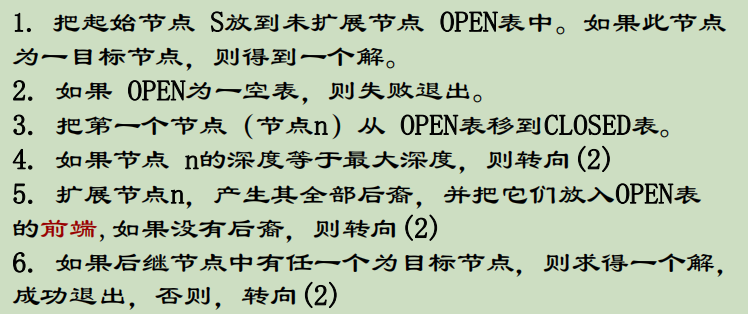 1. 把起始节点 S放到未扩展节点 OPEN表中。如果此节点
为一目标节点，则得到一个解。
2. 如果 OPEN为一空表，则失败退出。
3. 把第一个节点（节点n）从 OPEN表移到CLOSED表。
4. 如果节点 n的深度等于最大深度，则转向(2)
5. 扩展节点n，产生其全部后裔，并把它们放入OPEN表
的前端,如果没有后裔，则转向(2)
6. 如果后继节点中有任一个为目标节点，则求得一个解，
成功退出，否则，转向(2)